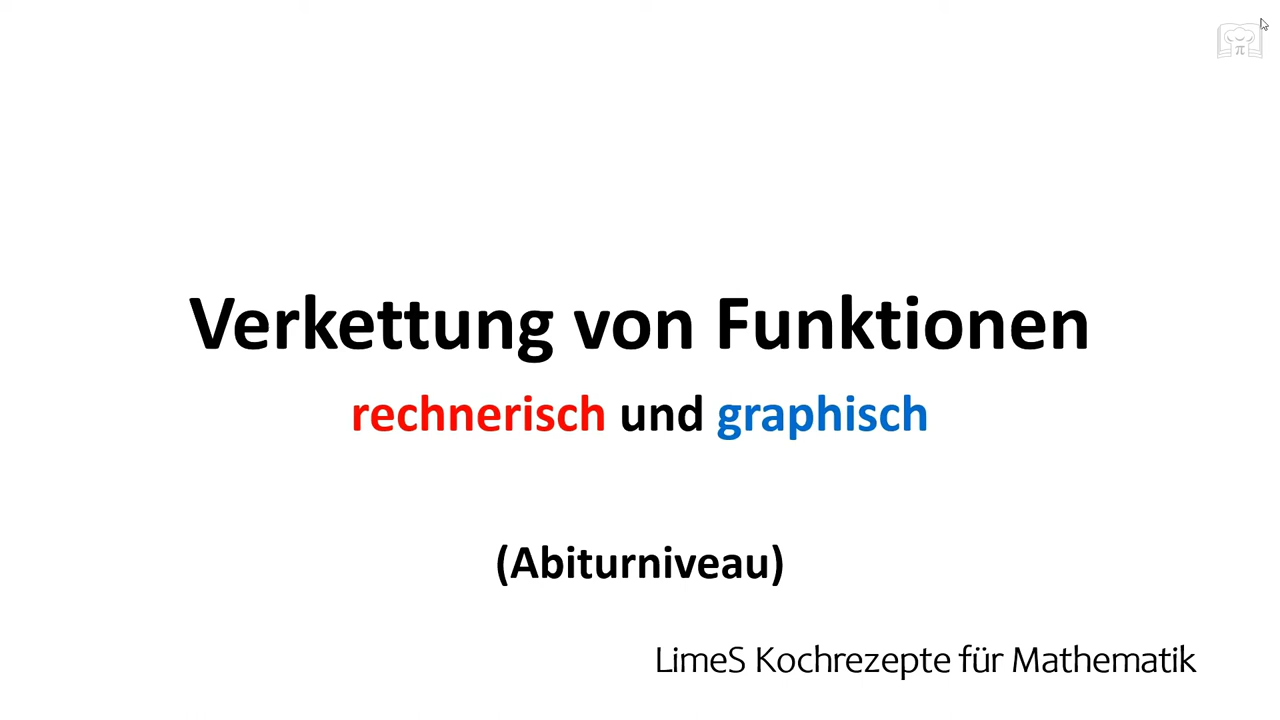 π
Verkettung von Funktionen
rechnerisch und graphisch
(Abiturniveau)
LimeS Kochrezepte für Mathematik